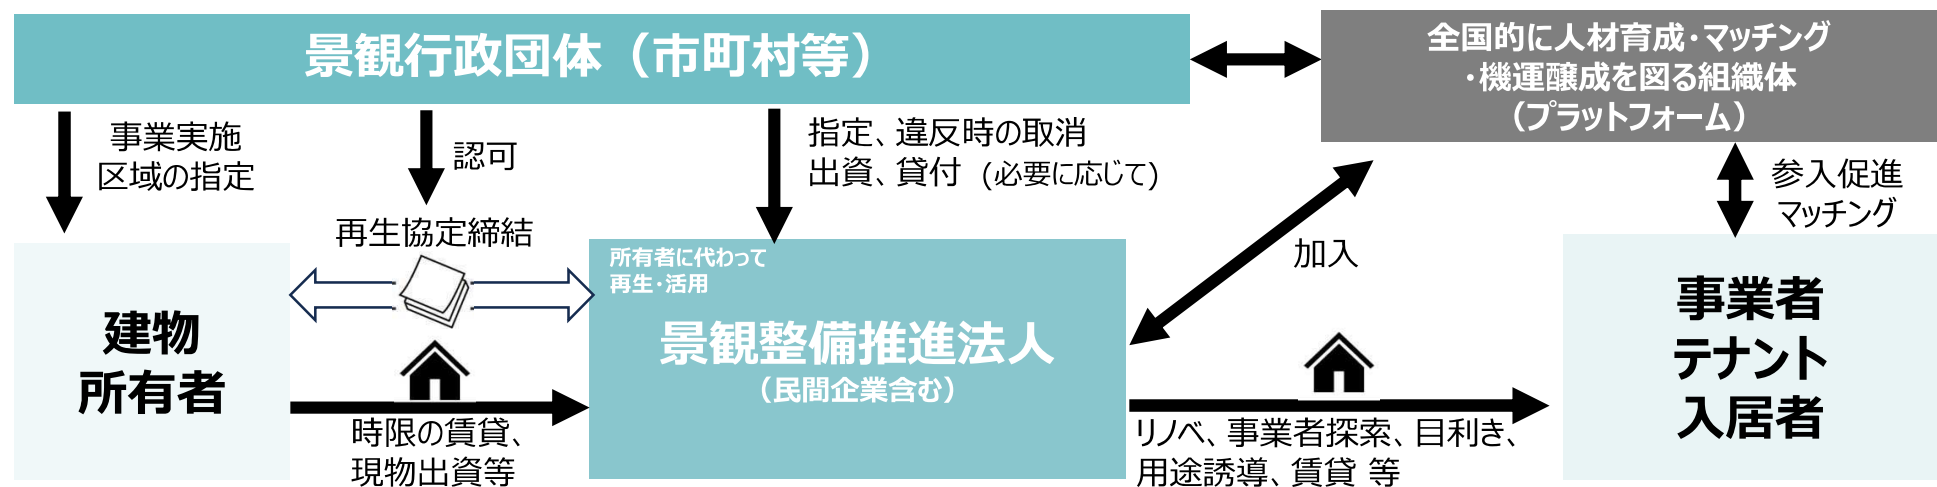 景観行政団体（市町村等）
全国的に人材育成・マッチング
・機運醸成を図る組織体
（プラットフォーム）
事業実施
区域の指定
認可
指定、違反時の取消
出資、貸付 (必要に応じて)
参入促進
マッチング
再生協定締結
加入
所有者に代わって
再生・活用
建物
所有者
景観整備推進法人
（民間企業含む）
事業者
テナント
入居者
時限の賃貸、
現物出資等
リノベ、事業者探索、目利き、
用途誘導、賃貸 等